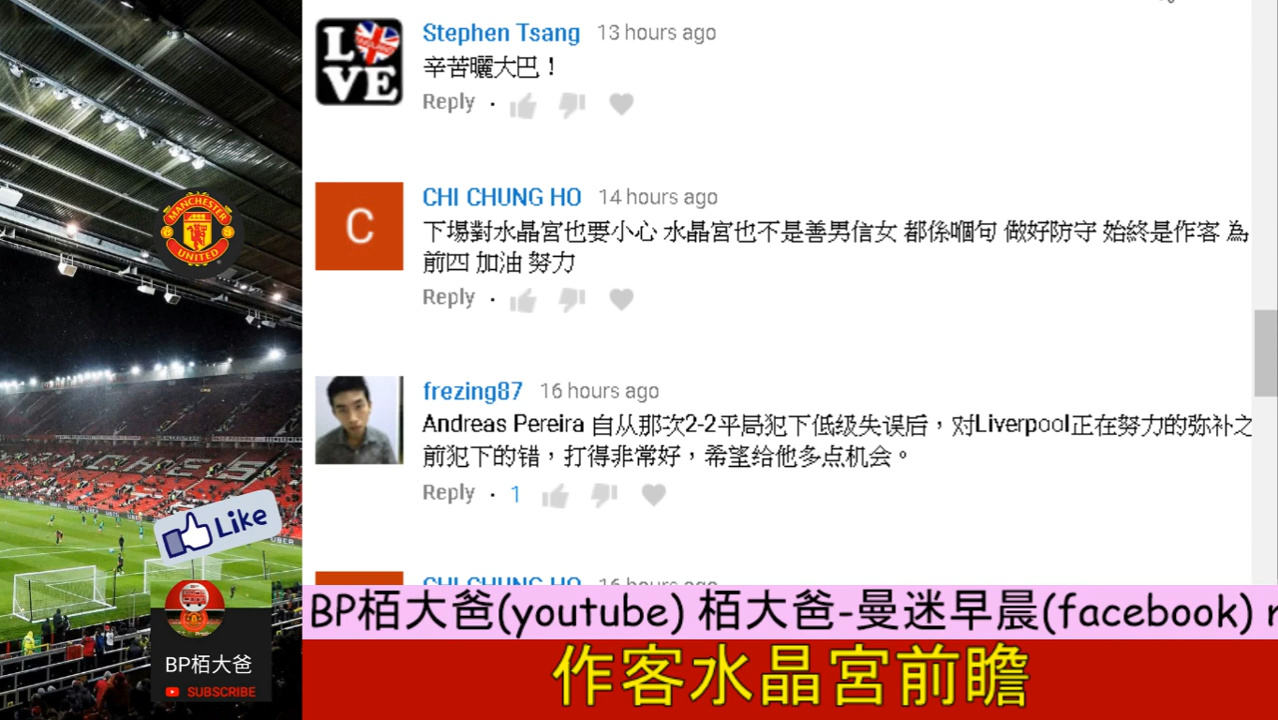 Stephen Tsang 13 hours ago
辛苦曬大巴！
Reply
CHI CHUNG HO 14 hours ago
下場對水晶宮也要小心 水晶宮也不是善男信女 都係嗰句 做好防守 始終是作客 為
前四 加油 努力
Reply
frezing87 16 hours ago
Andreas Pereira 自从那次2-2平局犯下低级失误后，对Liverpool正在努力的弥补之
前犯下的错，打得非常好，希望给他多点机会。
Reply · 1
CHI CHUNG HO 16 hours ago
BP栢大爸(youtube) 栢大爸-曼迷早晨(facebook)
作客水晶宮前瞻
LOVE
C
MANCHESTER
UNITED
Like
BP栢大爸
SUBSCRIBE